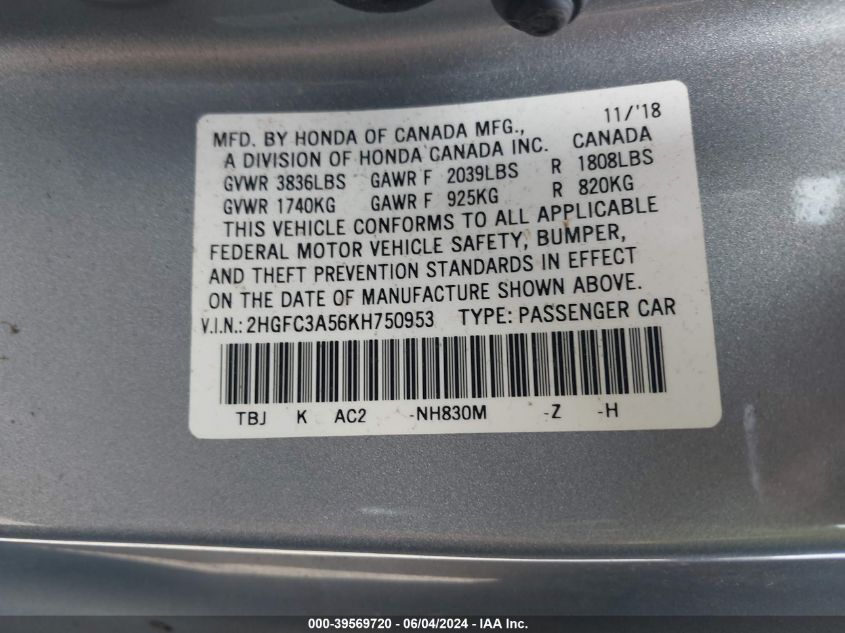 11/'18
MFD. BY HONDA OF CANADA MFG.,
A DIVISION OF HONDA CANADA INC. CANADA
GVWR 3836LBS GAWR F 2039LBS R 1808LBS
GVWR 1740KG GAWR F 925KG R 820KG
THIS VEHICLE CONFORMS TO ALL APPLICABLE
FEDERAL MOTOR VEHICLE SAFETY, BUMPER,
AND THEFT PREVENTION STANDARDS IN EFFECT
ON THE DATE OF MANUFACTURE SHOWN ABOVE.
V.I.N.: 2HGFC3A56KH750953 TYPE: PASSENGER CAR
TBJ K AC2 -NH830M -Z -H
000-39569720 - 06/04/2024 - IAA Inc.